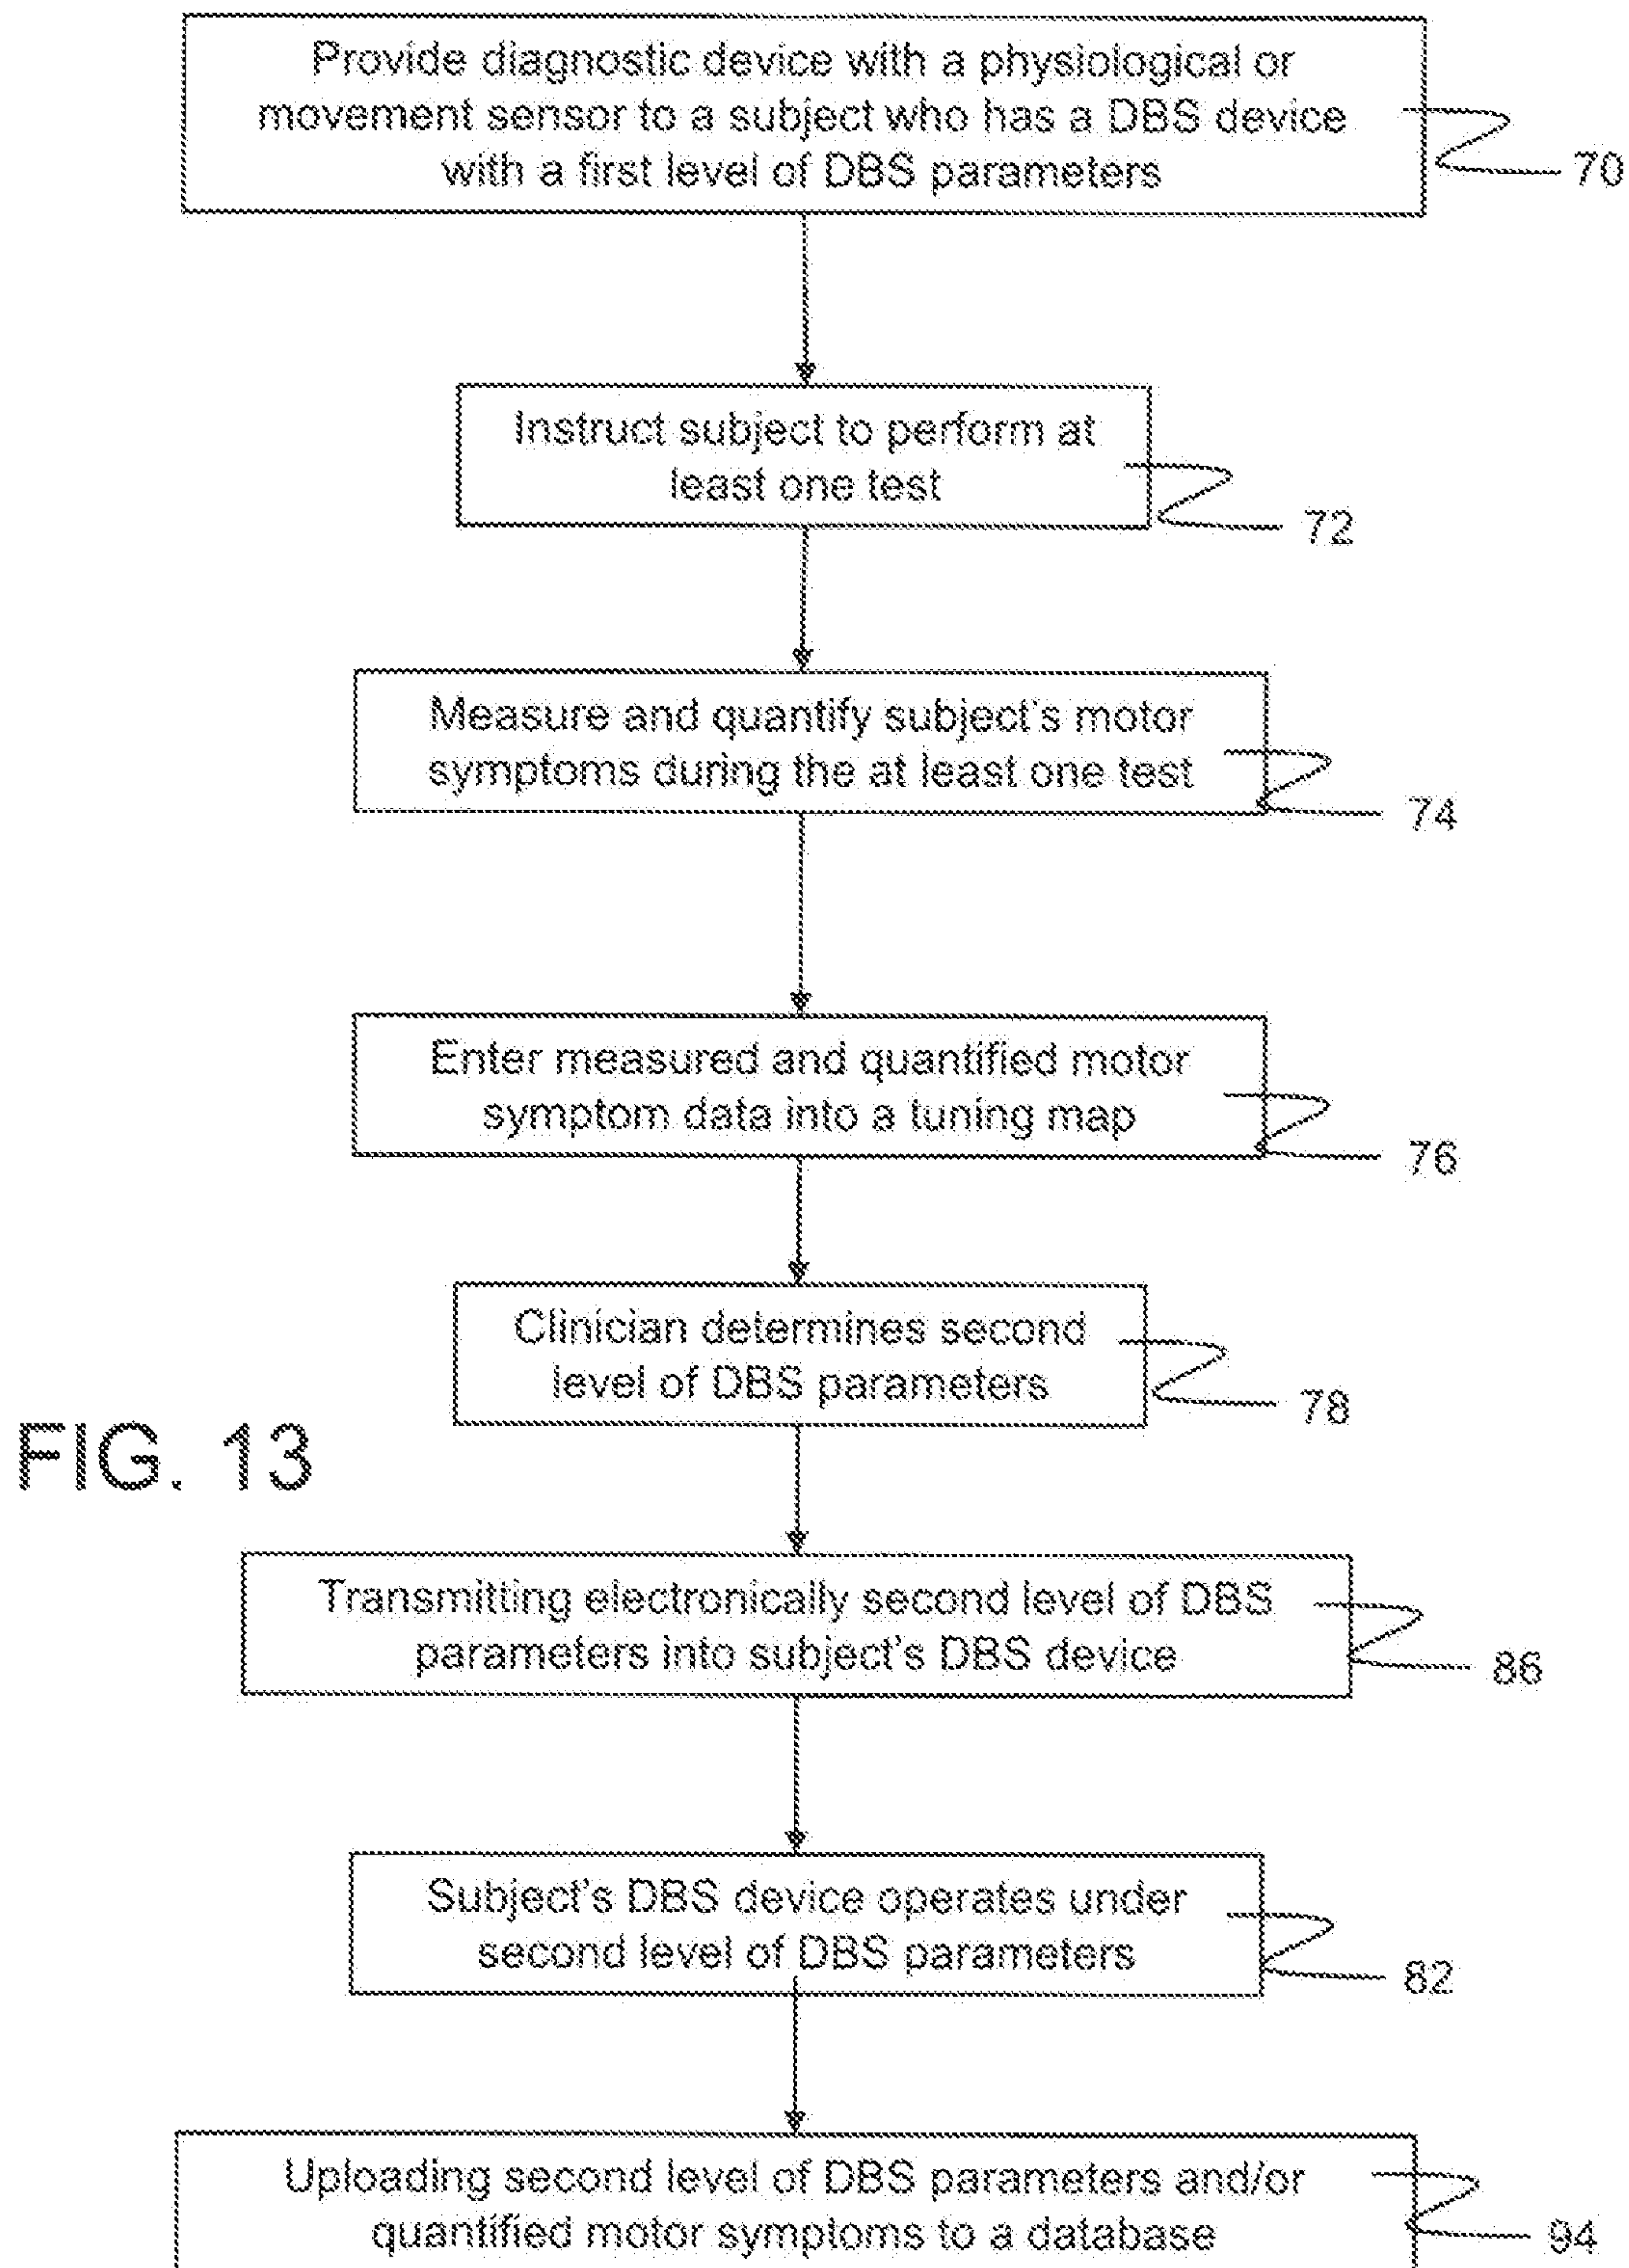 Provide diagnostic device with a physiological or
movement sensor to a subject who has a DBS device
with a first level of DBS parameters
70
Instruct subject to perform at
least one test
72
Measure and quantify subject's motor
symptoms during the at least one test
74
Enter measured and quantified motor
symptom data into a tuning map
76
Clinician determines second
level of DBS parameters
78
FIG. 13
Transmitting electronically second level of DBS
parameters into subject's DBS device
86
Subject's DBS device operates under
second level of DBS parameters
82
Uploading second level of DBS parameters and/or
quantified motor symptoms to a database
94